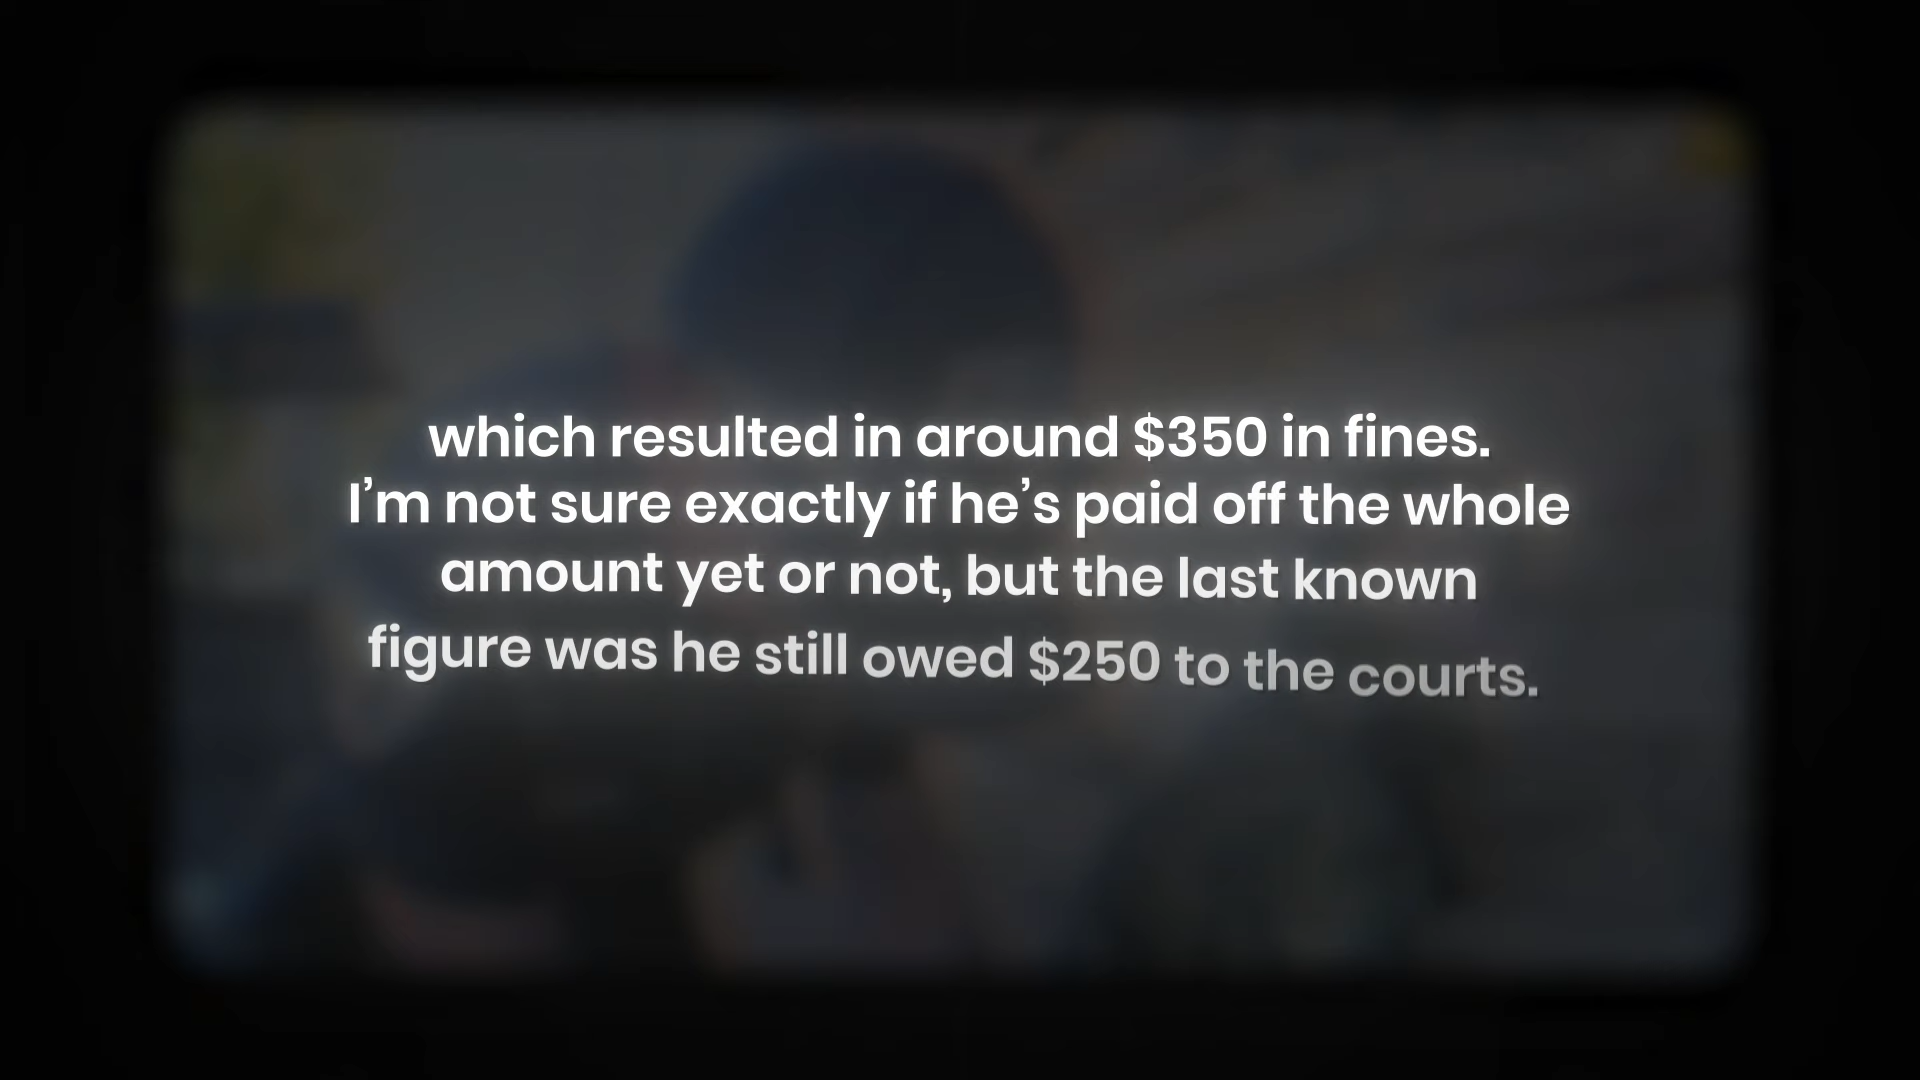 which resulted in around $350 in fines.
I’m not sure exactly if he’s paid off the whole
amount yet or not, but the last known
figure was he still owed $250 to the courts.